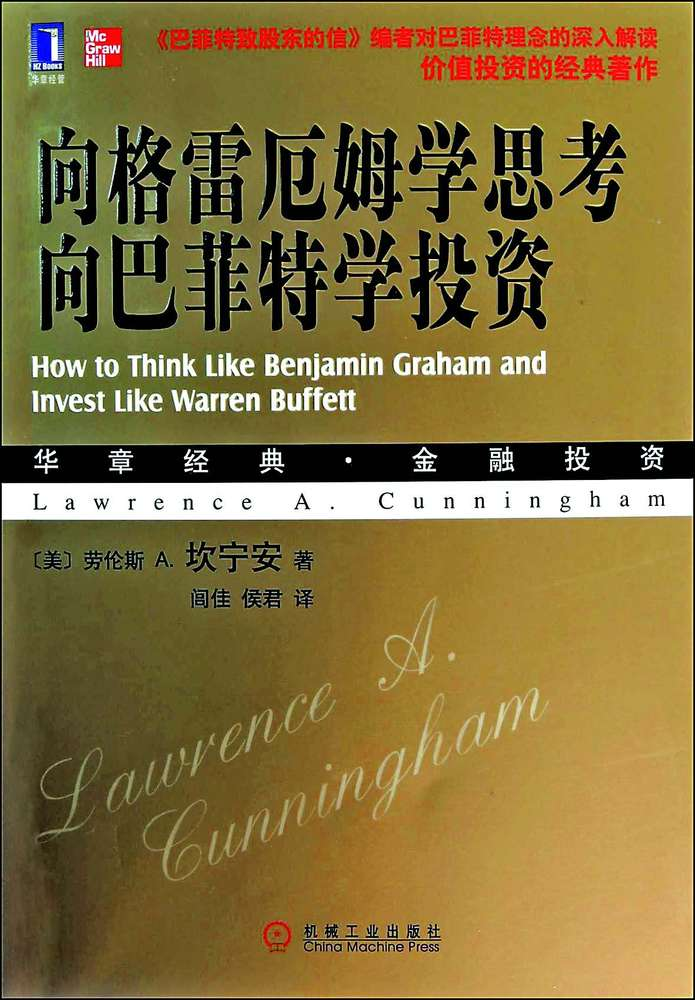 HZ Books
华章经管
Mc
Graw
Hill
《巴菲特致股东的信》编者对巴菲特理念的深入解读
价值投资的经典著作
向格雷厄姆学思考
向巴菲特学投资
How to Think Like Benjamin Graham and
Invest Like Warren Buffett
华章经典·金融投资
Lawrence A. Cunningham
〔美〕劳伦斯 A. 坎宁安 著
闾佳 侯君 译
Lawrence A.
Cunningham
机械工业出版社
China Machine Press